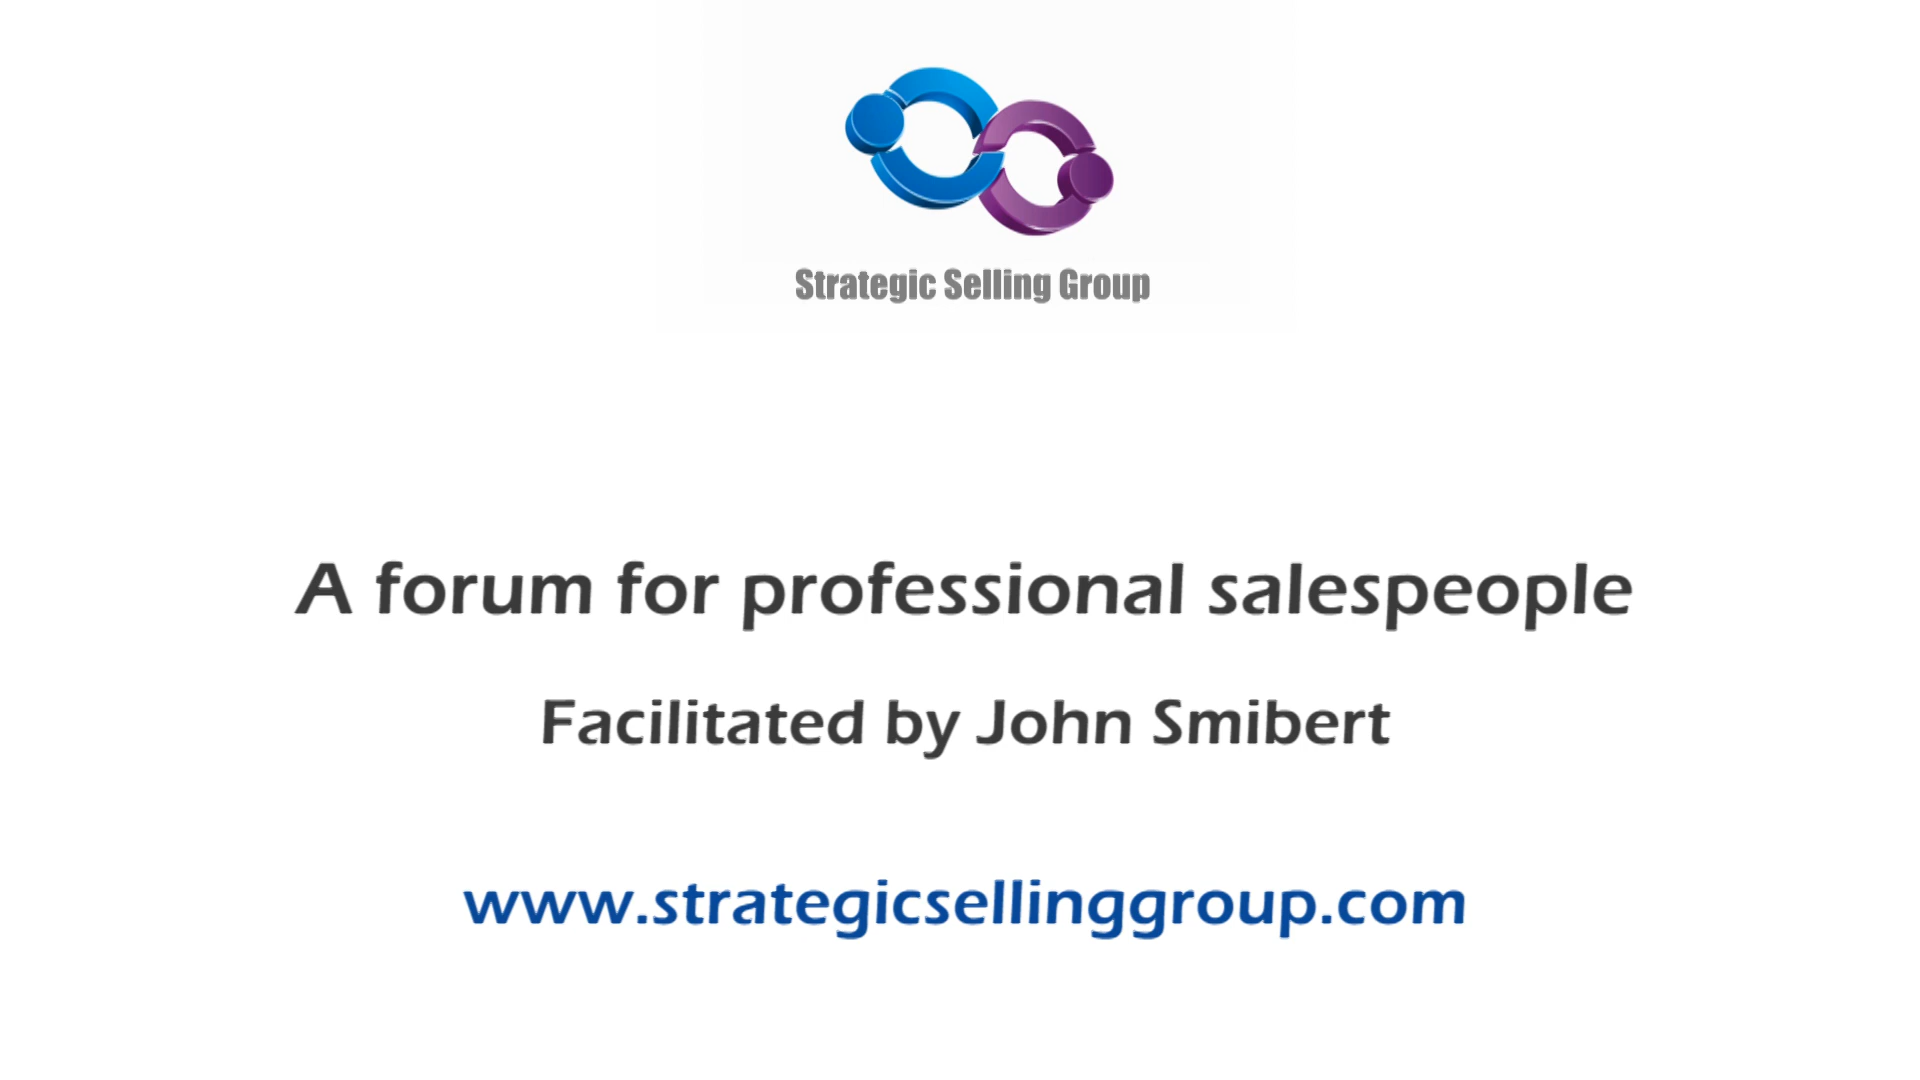 Strategic Selling Group
A forum for professional salespeople
Facilitated by John Smibert
www.strategicsellinggroup.com